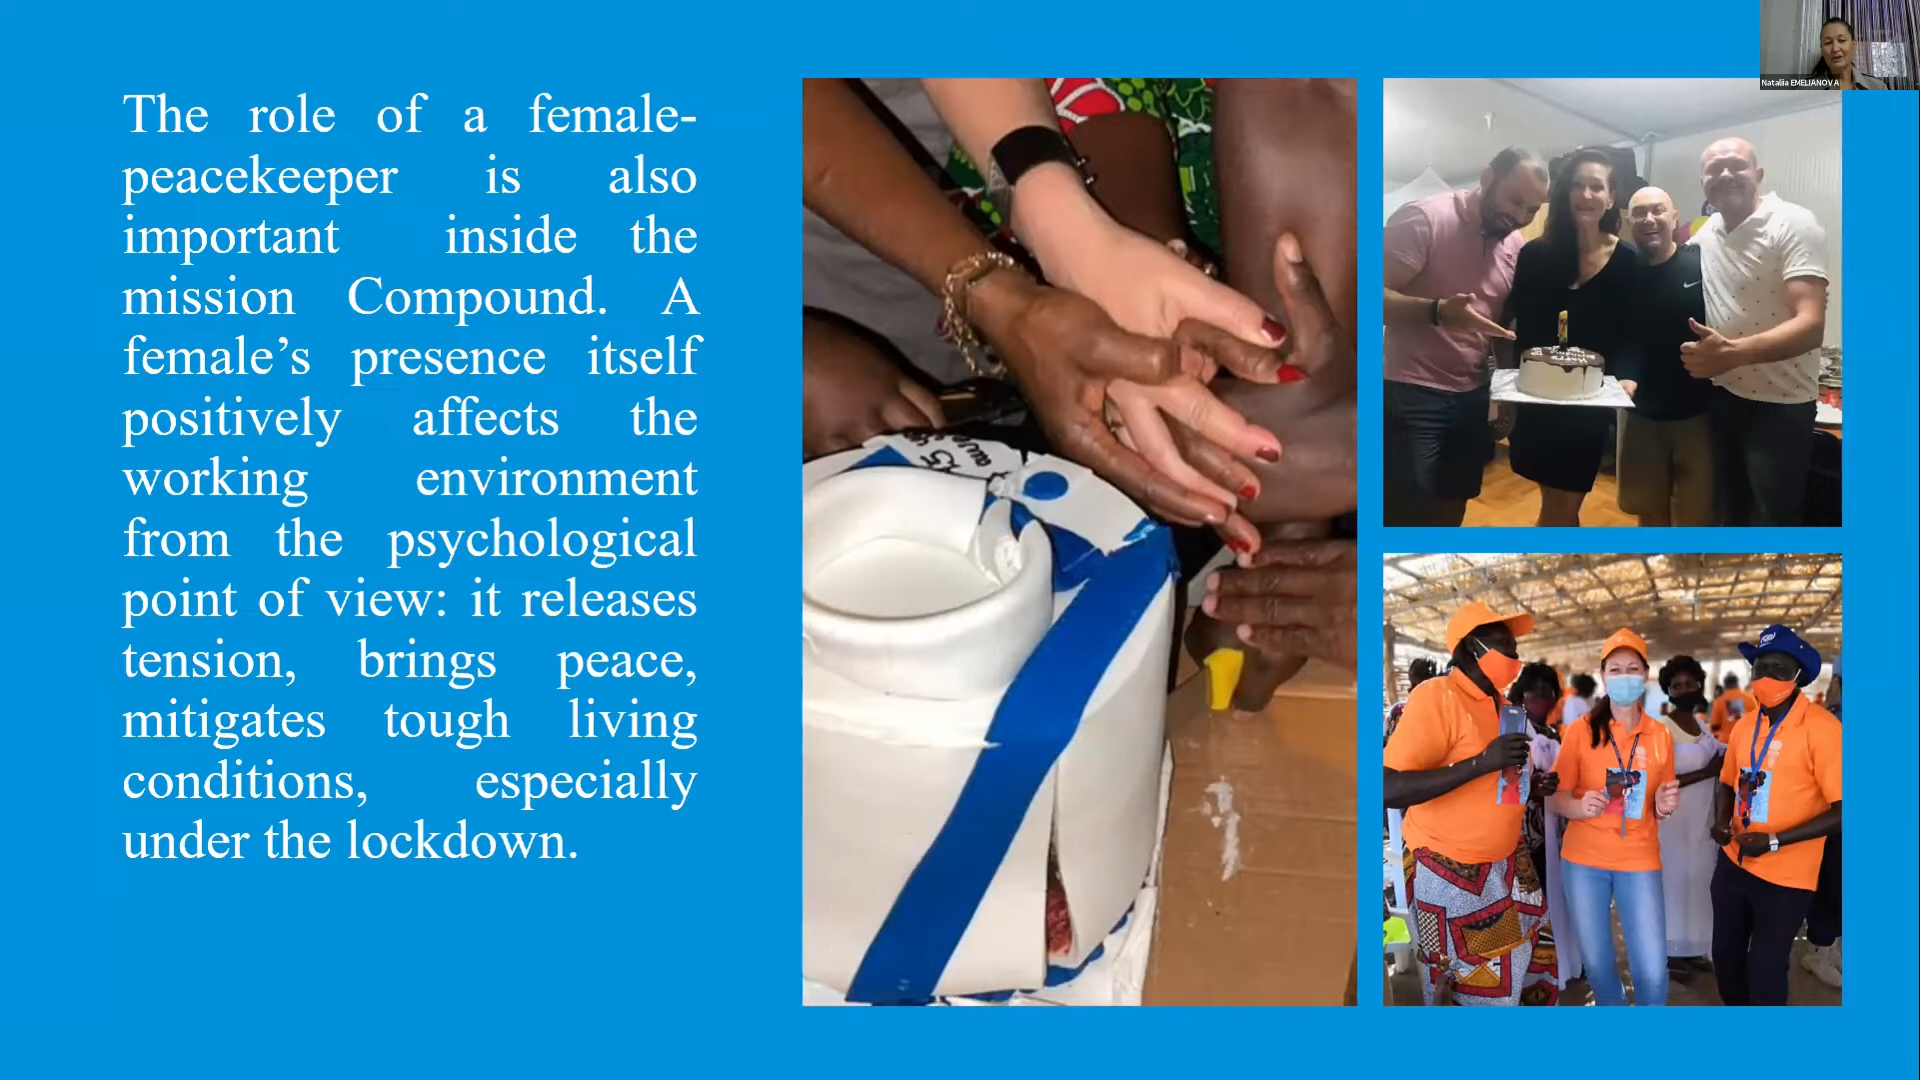 The role of a female-
peacekeeper is also
important inside the
mission Compound. A
female’s presence itself
positively affects the
working environment
from the psychological
point of view: it releases
tension, brings peace,
mitigates tough living
conditions, especially
under the lockdown.
Nataliia EMELIANOVA